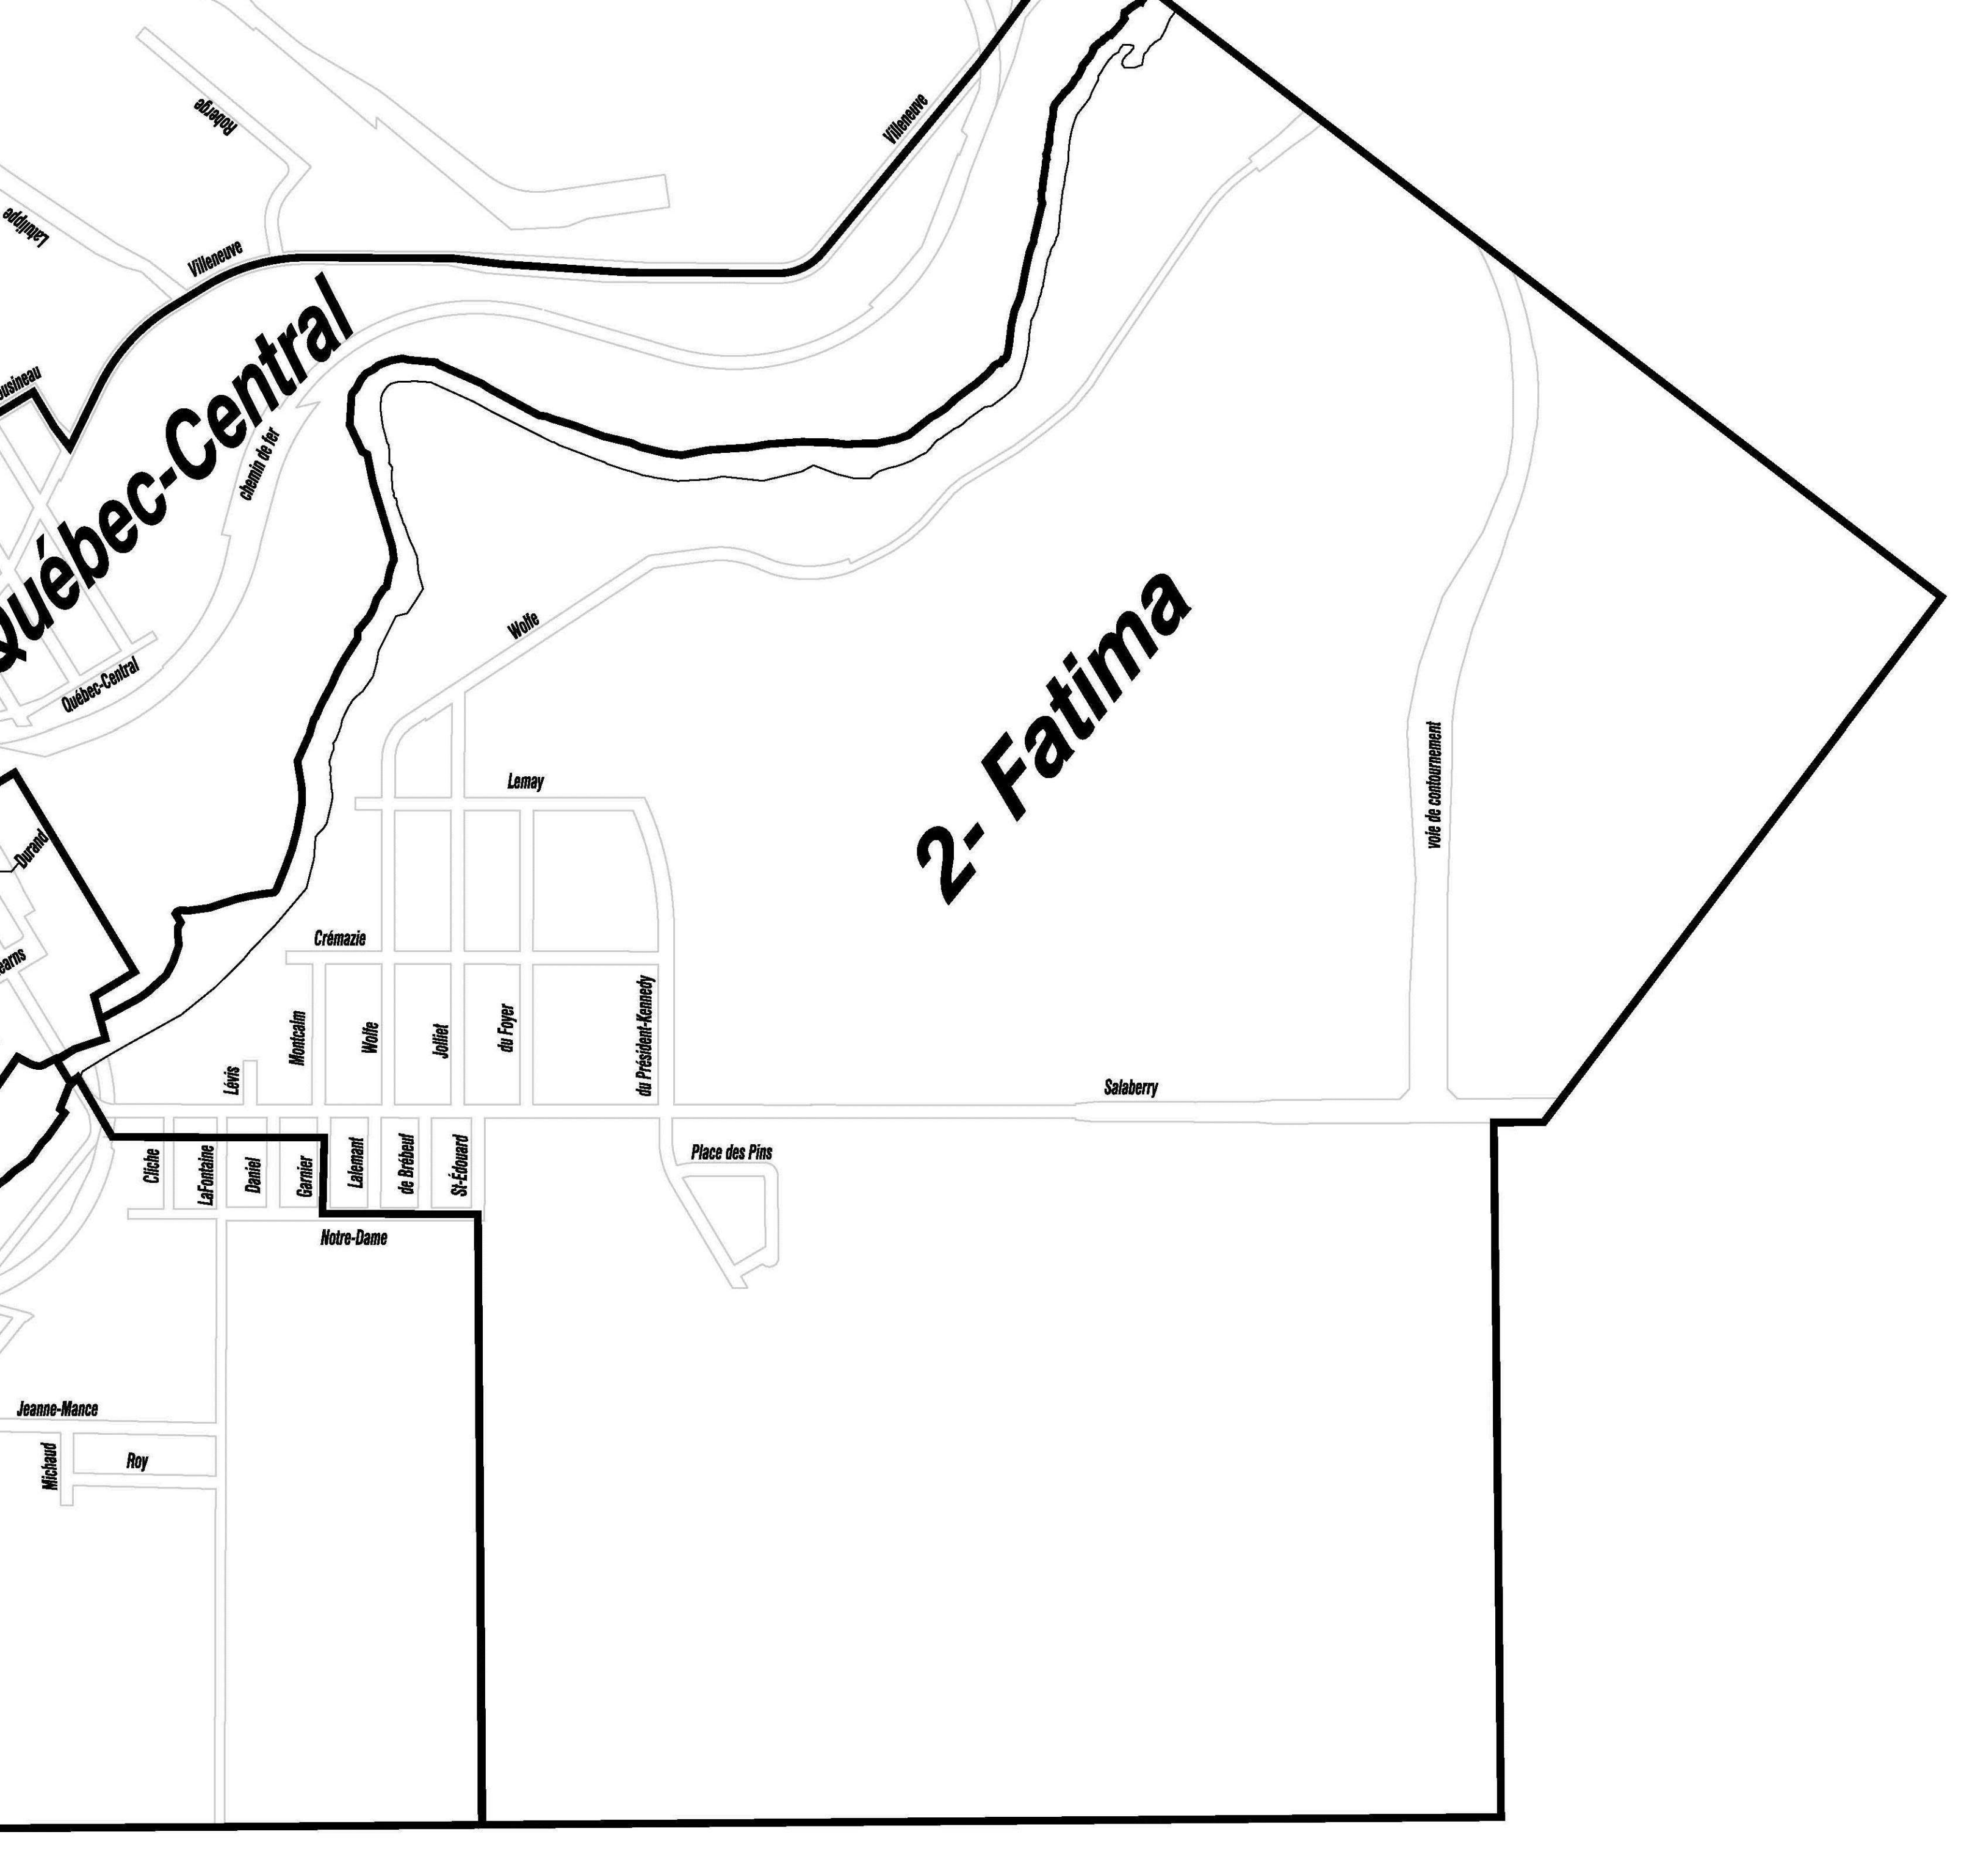 Roberge
Villeneuve
Latulippe
Villeneuve
Québec-Central
chemin de fer
Wolfe
2- Fatima
Québec-Central
voie de contournement
Lemay
Durand
Crémazie
Montcalm
Wolfe
Jolliet
du Foyer
du Président-Kennedy
Lévis
Salaberry
Cliche
LaFontaine
Daniel
Garnier
Lalemant
de Brébeuf
St-Édouard
Place des Pins
Notre-Dame
Jeanne-Mance
Michaud
Roy